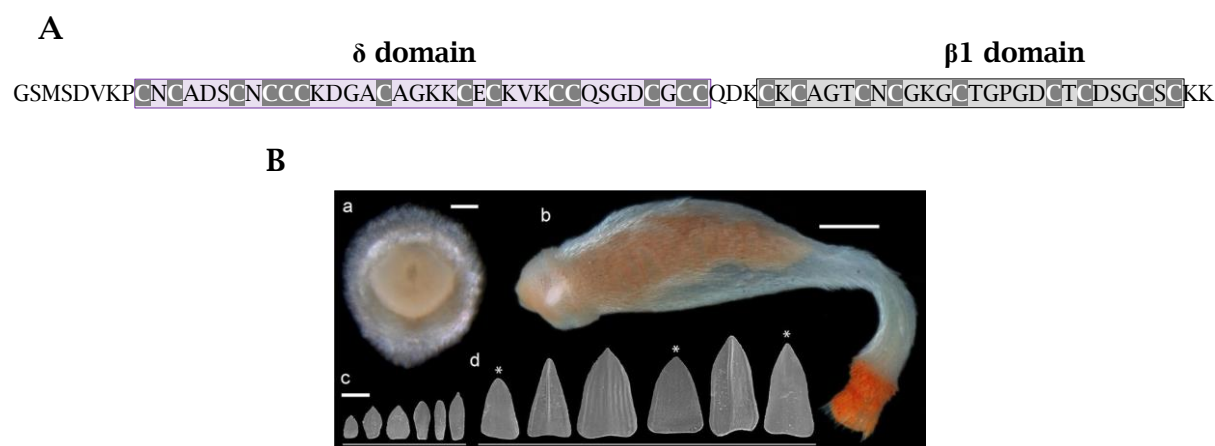 A
δ domain β1 domain
GSMSDVKPCNCADSCNCCCKDGACAGKKCECKVKCCQSGDCGCCQDKCKCAGTCNCGKGCTGPGDCTCDSGCSCKK
B
a b
c d * * *